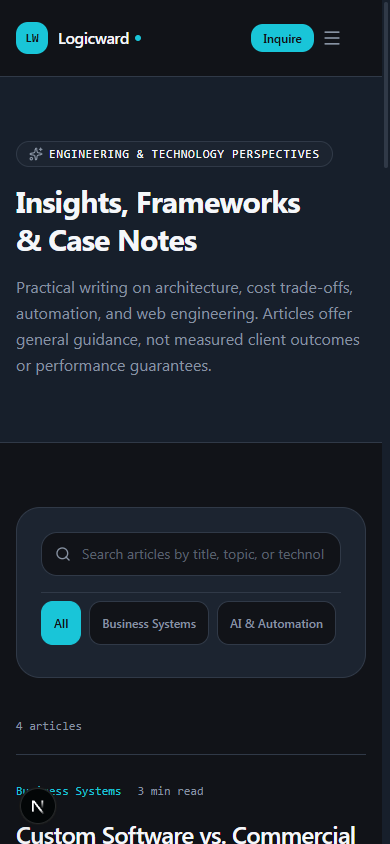 LW Logicward
Inquire
ENGINEERING & TECHNOLOGY PERSPECTIVES
Insights, Frameworks
& Case Notes
Practical writing on architecture, cost trade-offs,
automation, and web engineering. Articles offer
general guidance, not measured client outcomes
or performance guarantees.
Search articles by title, topic, or technol
All
Business Systems
AI & Automation
4 articles
Business Systems 3 min read
N
Custom Software vs. Commercial